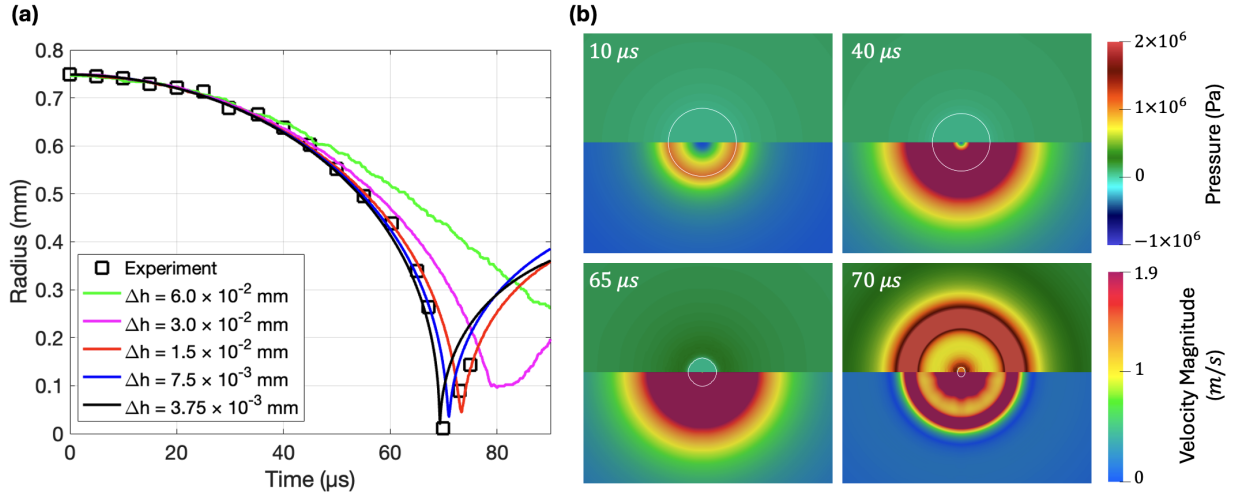 (a)
0.8
0.7
0.6
0.5
0.4
0.3
0.2
0.1
0
Radius (mm)
Experiment
Δh = 6.0 × 10⁻² mm
Δh = 3.0 × 10⁻² mm
Δh = 1.5 × 10⁻² mm
Δh = 7.5 × 10⁻³ mm
Δh = 3.75 × 10⁻³ mm
0 20 40 60 80
Time (μs)
(b)
10 μs
40 μs
65 μs
70 μs
2×10⁶
1×10⁶
0
−1×10⁶
Pressure (Pa)
1.9
1
0
Velocity Magnitude
(m/s)